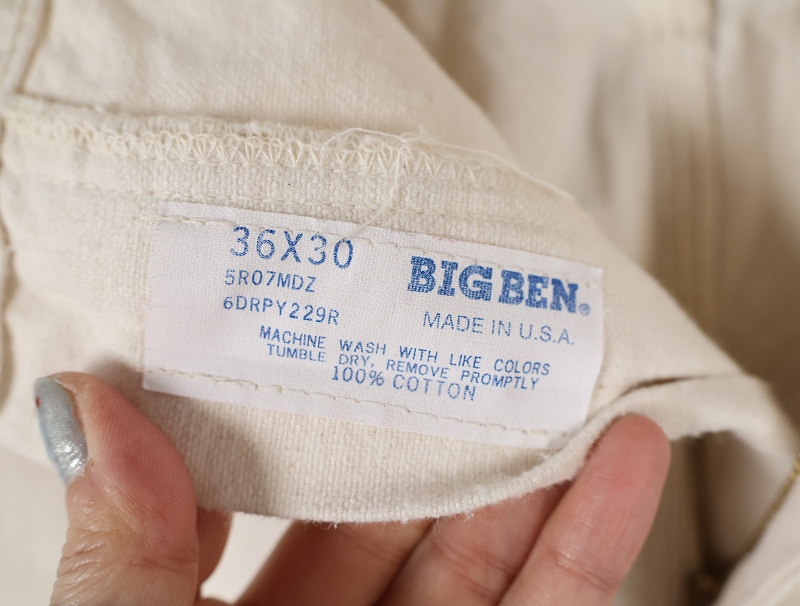 36X30
5R07MDZ
6DRPY229R
BIG BEN®
MADE IN U.S.A.
MACHINE WASH WITH LIKE COLORS
TUMBLE DRY, REMOVE PROMPTLY
100% COTTON